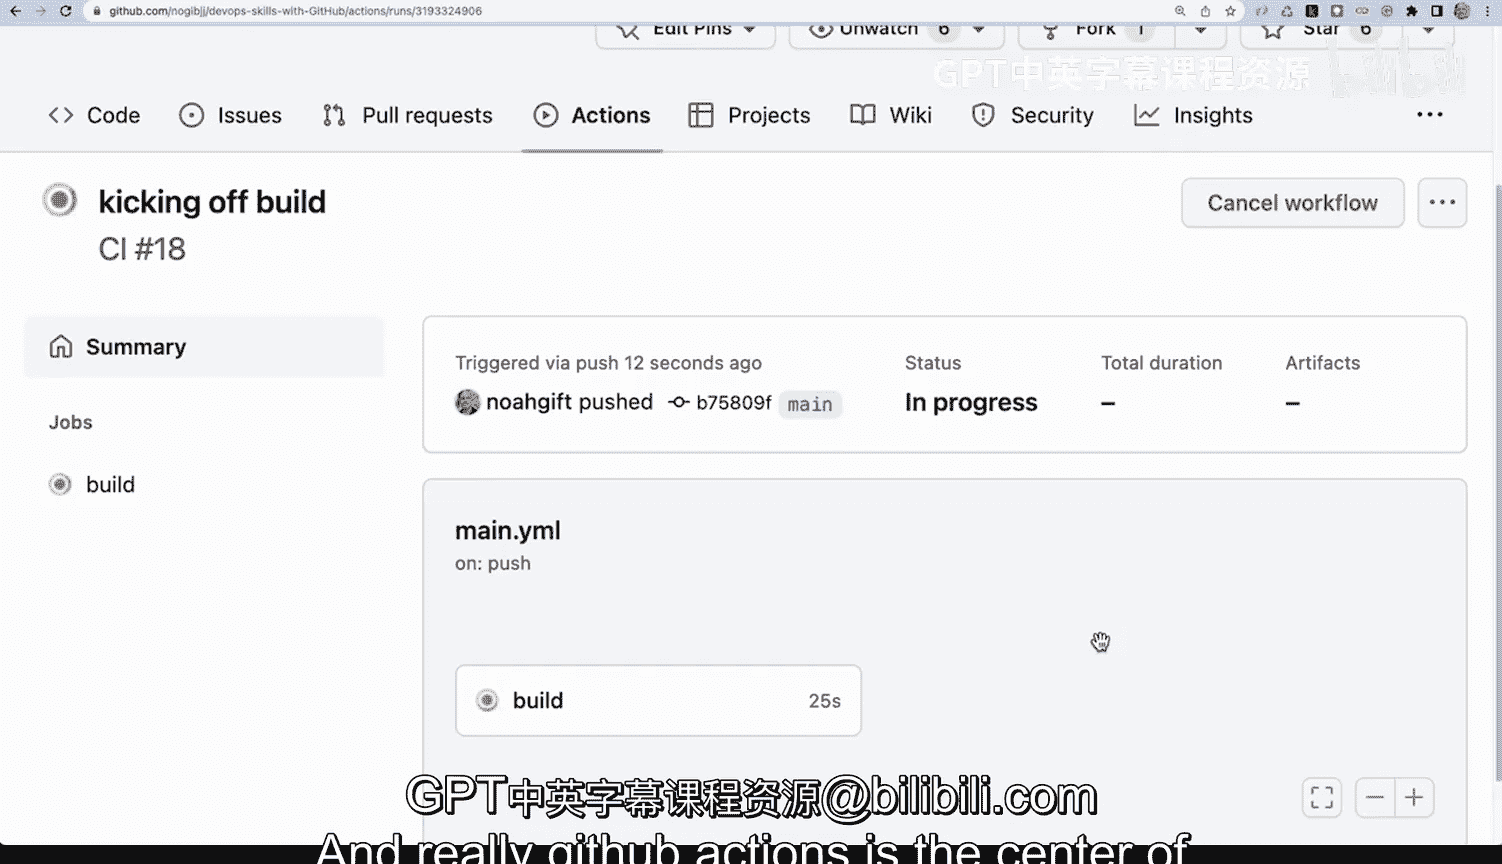 github.com/nogibjj/devops-skills-with-GitHub/actions/runs/3193324906
Edit Pins Unwatch 6 Fork 1 Star 6
GPT中英字幕课程资源 bilibili
Code Issues Pull requests Actions Projects Wiki Security Insights ...
kicking off build
Cancel workflow ...
CI #18
Summary
Triggered via push 12 seconds ago Status Total duration Artifacts
noahgift pushed b75809f main In progress – –
Jobs
build
main.yml
on: push
build 25s
GPT中英字幕课程资源@bilibili.com
And really github actions is the center of